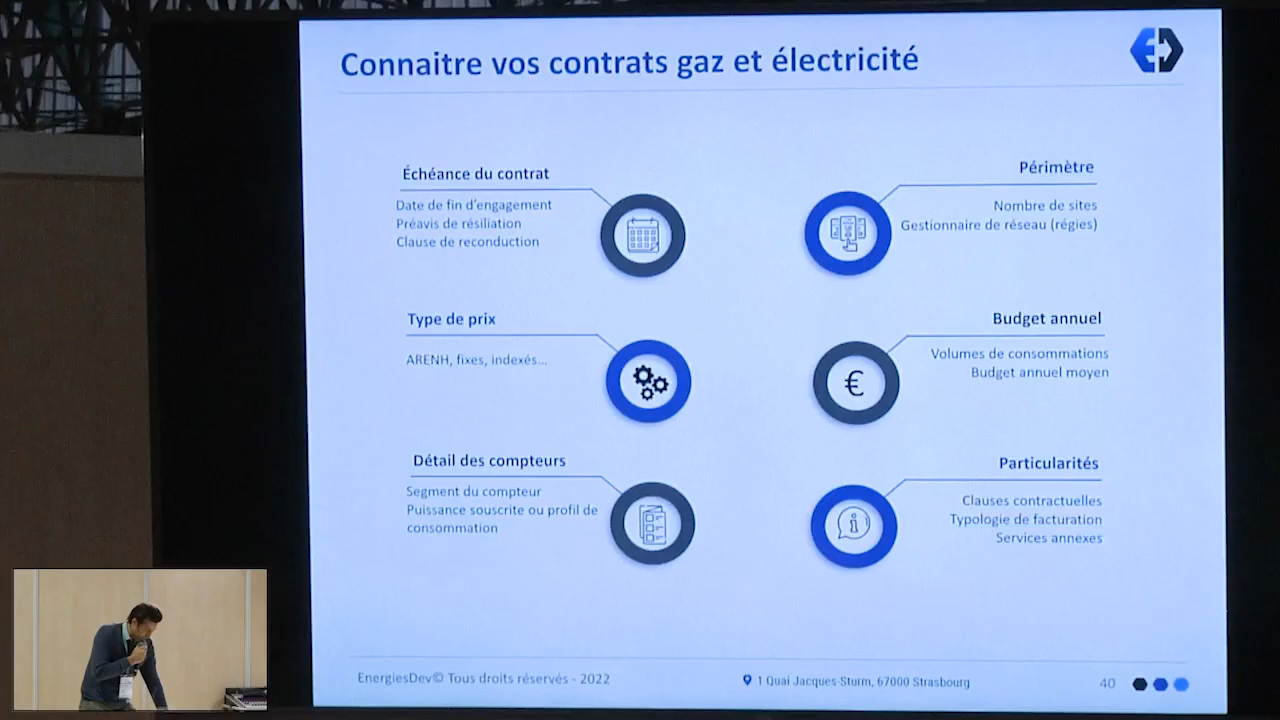 Connaitre vos contrats gaz et électricité
Échéance du contrat
Date de fin d'engagement
Préavis de résiliation
Clause de reconduction
Périmètre
Nombre de sites
Gestionnaire de réseau (régies)
Type de prix
ARENH, fixes, indexés...
Budget annuel
Volumes de consommations
Budget annuel moyen
€
Détail des compteurs
Segment du compteur
Puissance souscrite ou profil de
consommation
Particularités
Clauses contractuelles
Typologie de facturation
Services annexes
EnergiesDev© Tous droits réservés - 2022
1 Quai Jacques-Sturm, 67000 Strasbourg
40